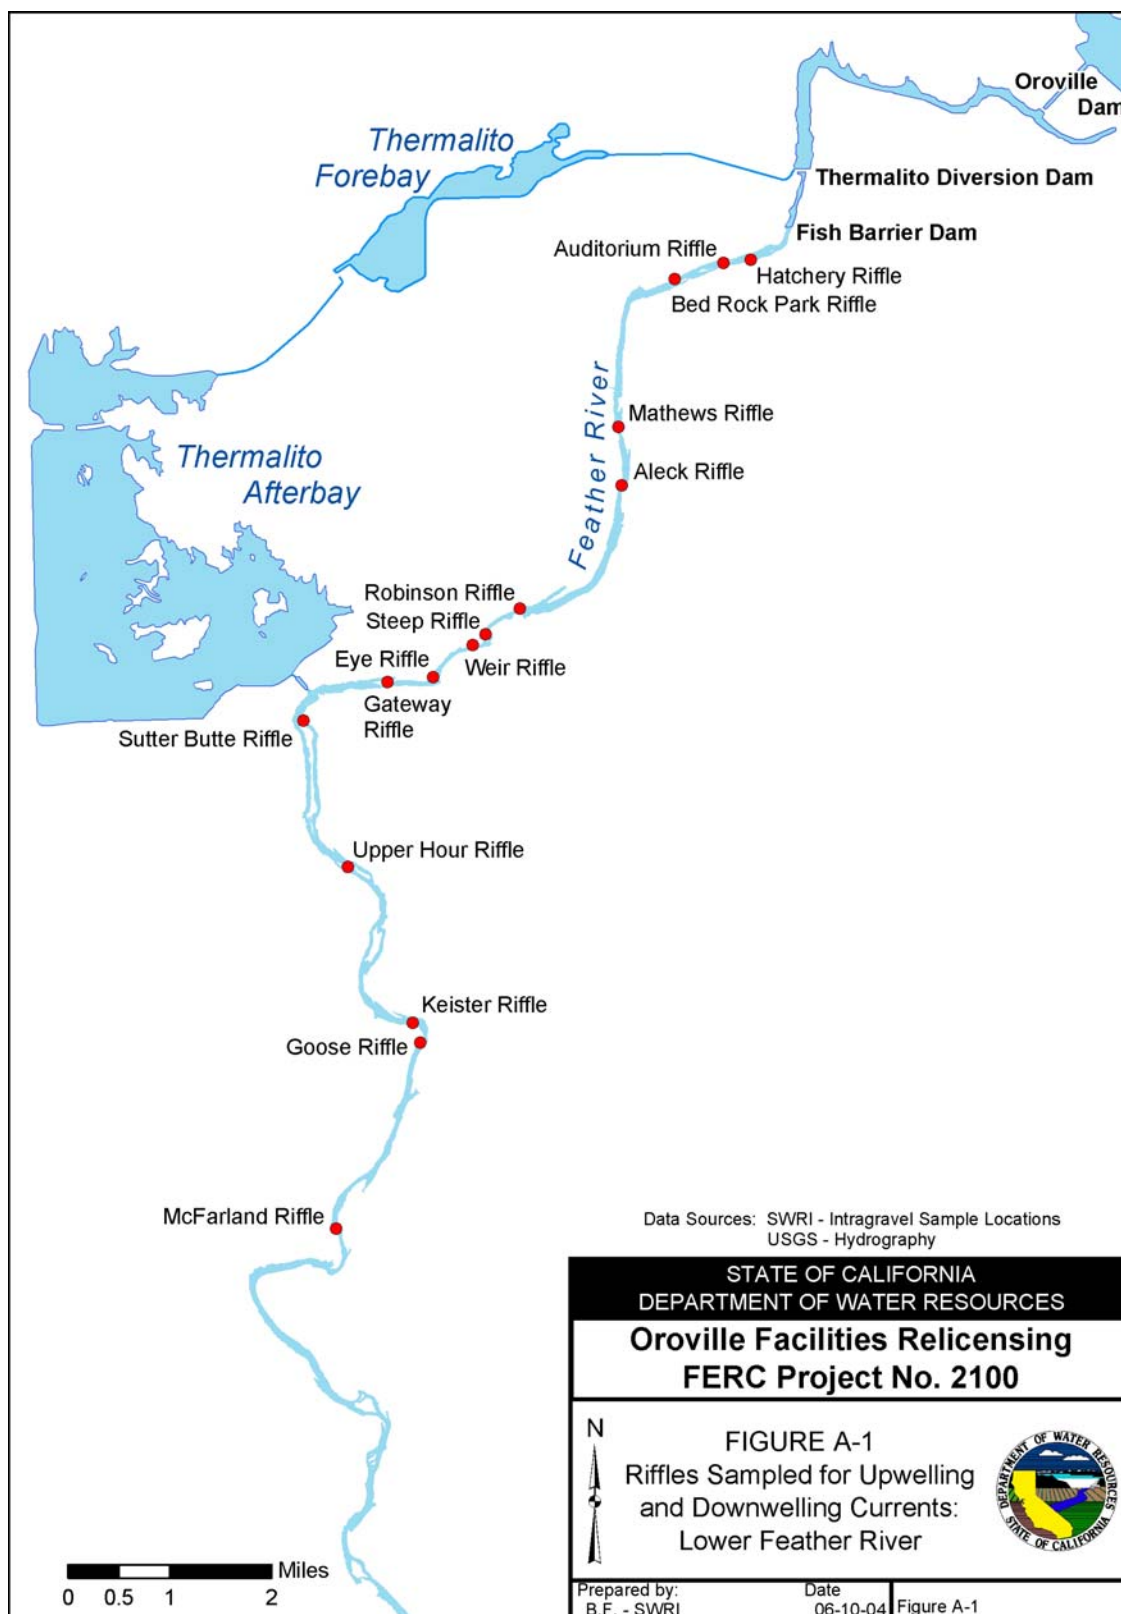 Oroville
Dam
Thermalito
Forebay
Thermalito Diversion Dam
Fish Barrier Dam
Auditorium Riffle
Hatchery Riffle
Bed Rock Park Riffle
Feather River
Mathews Riffle
Thermalito
Afterbay
Aleck Riffle
Robinson Riffle
Steep Riffle
Eye Riffle
Weir Riffle
Gateway
Riffle
Sutter Butte Riffle
Upper Hour Riffle
Keister Riffle
Goose Riffle
McFarland Riffle
Data Sources: SWRI - Intragravel Sample Locations
USGS - Hydrography
STATE OF CALIFORNIA
DEPARTMENT OF WATER RESOURCES
Oroville Facilities Relicensing
FERC Project No. 2100
N
FIGURE A-1
Riffles Sampled for Upwelling
and Downwelling Currents:
Lower Feather River
DEPARTMENT OF WATER RESOURCES
STATE OF CALIFORNIA
Miles
0 0.5 1 2
Prepared by:
B.F. - SWRI
Date
06-10-04
Figure A-1